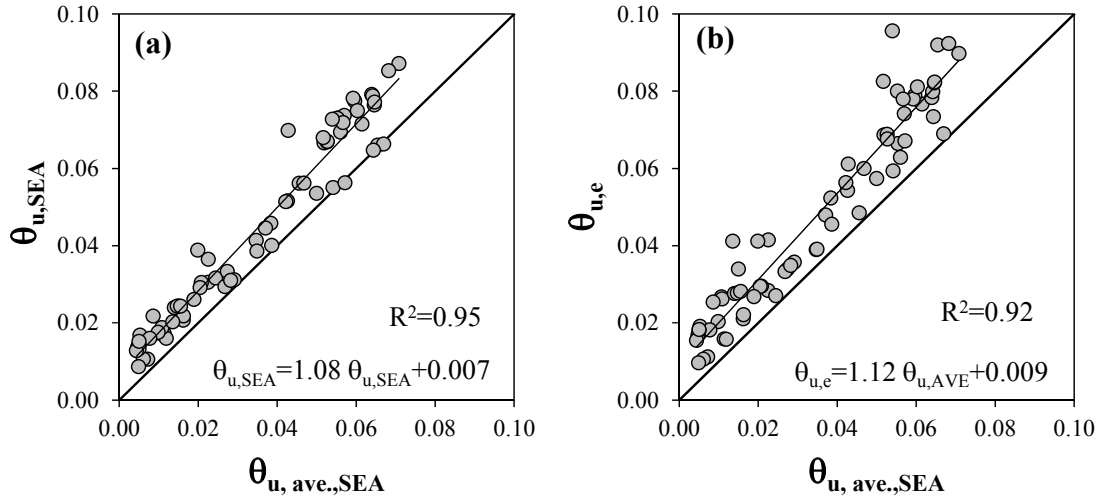 (a)
0.10
0.08
0.06
0.04
0.02
0.00
θu,SEA
R²=0.95
θu,SEA=1.08 θu,SEA+0.007
0.00 0.02 0.04 0.06 0.08 0.10
θu, ave.,SEA
(b)
0.10
0.08
0.06
0.04
0.02
0.00
θu,e
R²=0.92
θu,e=1.12 θu,AVE+0.009
0.00 0.02 0.04 0.06 0.08 0.10
θu, ave.,SEA